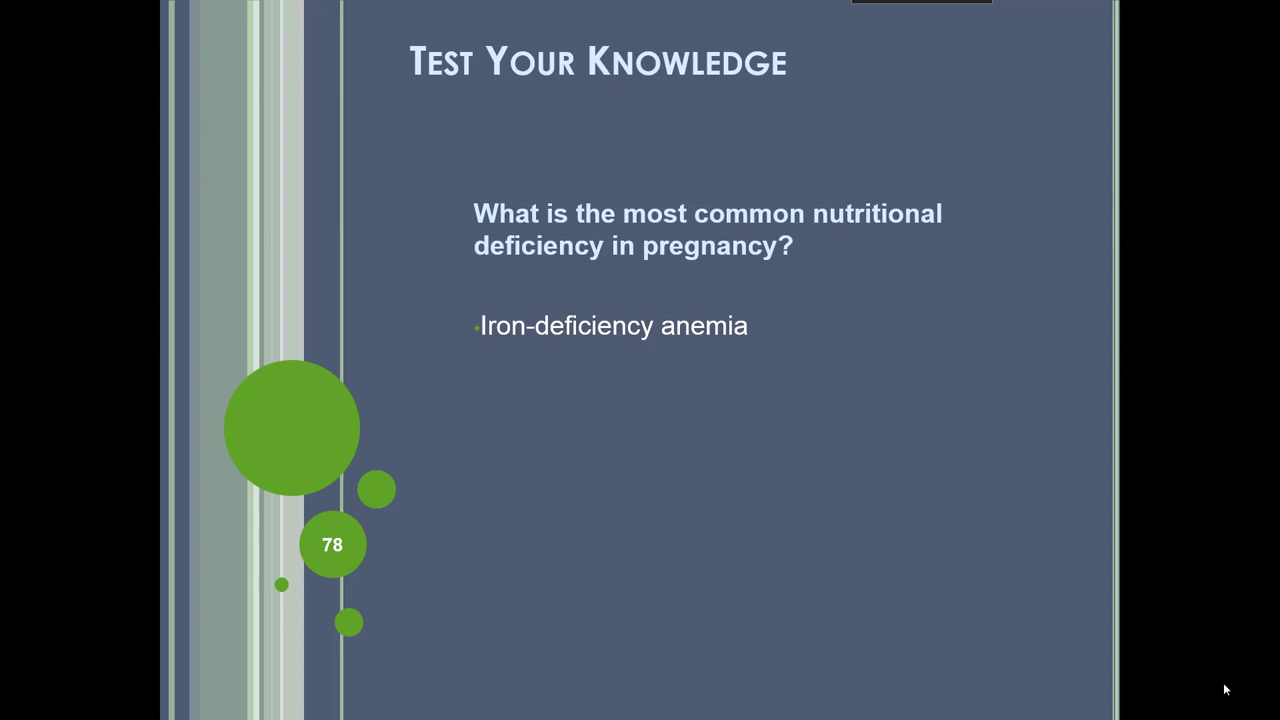 Test Your Knowledge
What is the most common nutritional
deficiency in pregnancy?
•Iron-deficiency anemia
78